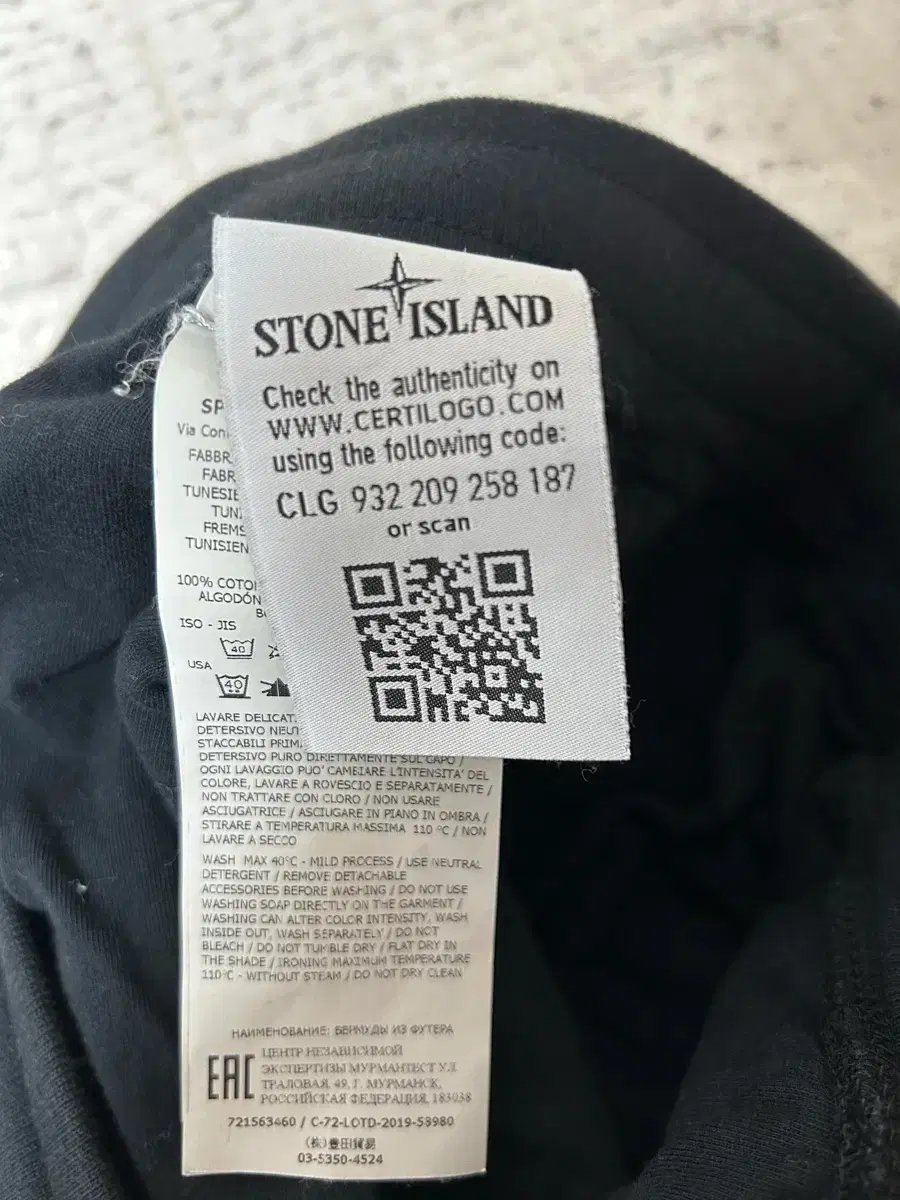 STONE ISLAND
Check the authenticity on
WWW.CERTILOGO.COM
using the following code:
CLG 932 209 258 187
or scan
SP
Via Con
FABBR
FABR
TUNESIE
TUN
FREMS
TUNISIEN
100% COTO
ALGODÓN
ISO - JIS
40
USA
40
LAVARE DELICAT.
DETERSIVO NEUT
STACCABILI PRIM
DETERSIVO PURO DIRETTAMENTE SUL CAPO /
OGNI LAVAGGIO PUO' CAMBIARE L'INTENSITA' DEL
COLORE, LAVARE A ROVESCIO E SEPARATAMENTE /
NON TRATTARE CON CLORO / NON USARE
ASCIUGATRICE / ASCIUGARE IN PIANO IN OMBRA /
STIRARE A TEMPERATURA MASSIMA 110 °C / NON
LAVARE A SECCO
WASH MAX 40°C - MILD PROCESS / USE NEUTRAL
DETERGENT / REMOVE DETACHABLE
ACCESSORIES BEFORE WASHING / DO NOT USE
WASHING SOAP DIRECTLY ON THE GARMENT /
WASHING CAN ALTER COLOR INTENSITY, WASH
INSIDE OUT, WASH SEPARATELY / DO NOT
BLEACH / DO NOT TUMBLE DRY / FLAT DRY IN
THE SHADE / IRONING MAXIMUM TEMPERATURE
110°C - WITHOUT STEAM / DO NOT DRY CLEAN
НАИМЕНОВАНИЕ: БЕРМУДЫ ИЗ ФУТЕРА
EAC
ЦЕНТР НЕЗАВИСИМОЙ
ЭКСПЕРТИЗЫ МУРМАНТЕСТ УЛ.
ТРАЛОВАЯ, 49, Г. МУРМАНСК,
РОССИЙСКАЯ ФЕДЕРАЦИЯ, 183038
721563460 / C-72-LOTD-2019-58980
(株)豊田貿易
03-5350-4524